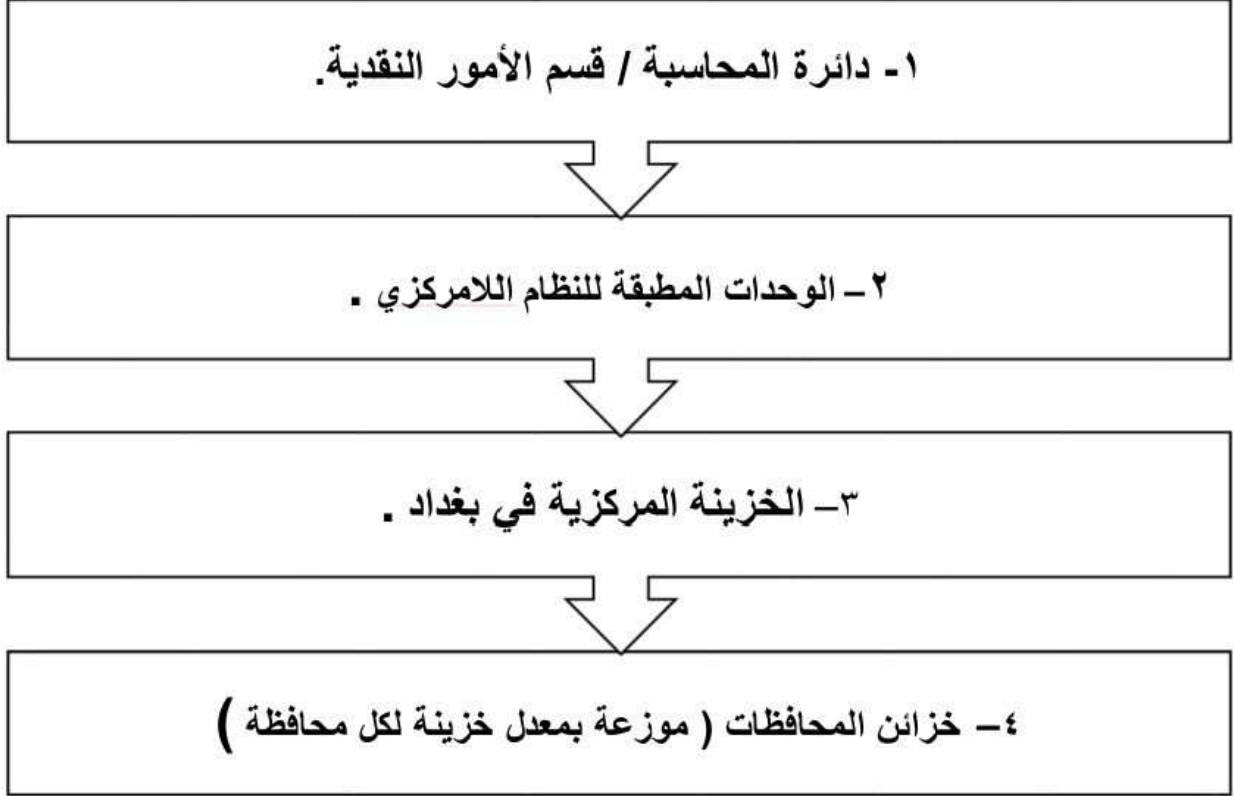 ١- دائرة المحاسبة / قسم الأمور النقدية.
٢– الوحدات المطبقة للنظام اللامركزي .
٣– الخزينة المركزية في بغداد .
٤– خزائن المحافظات ( موزعة بمعدل خزينة لكل محافظة )